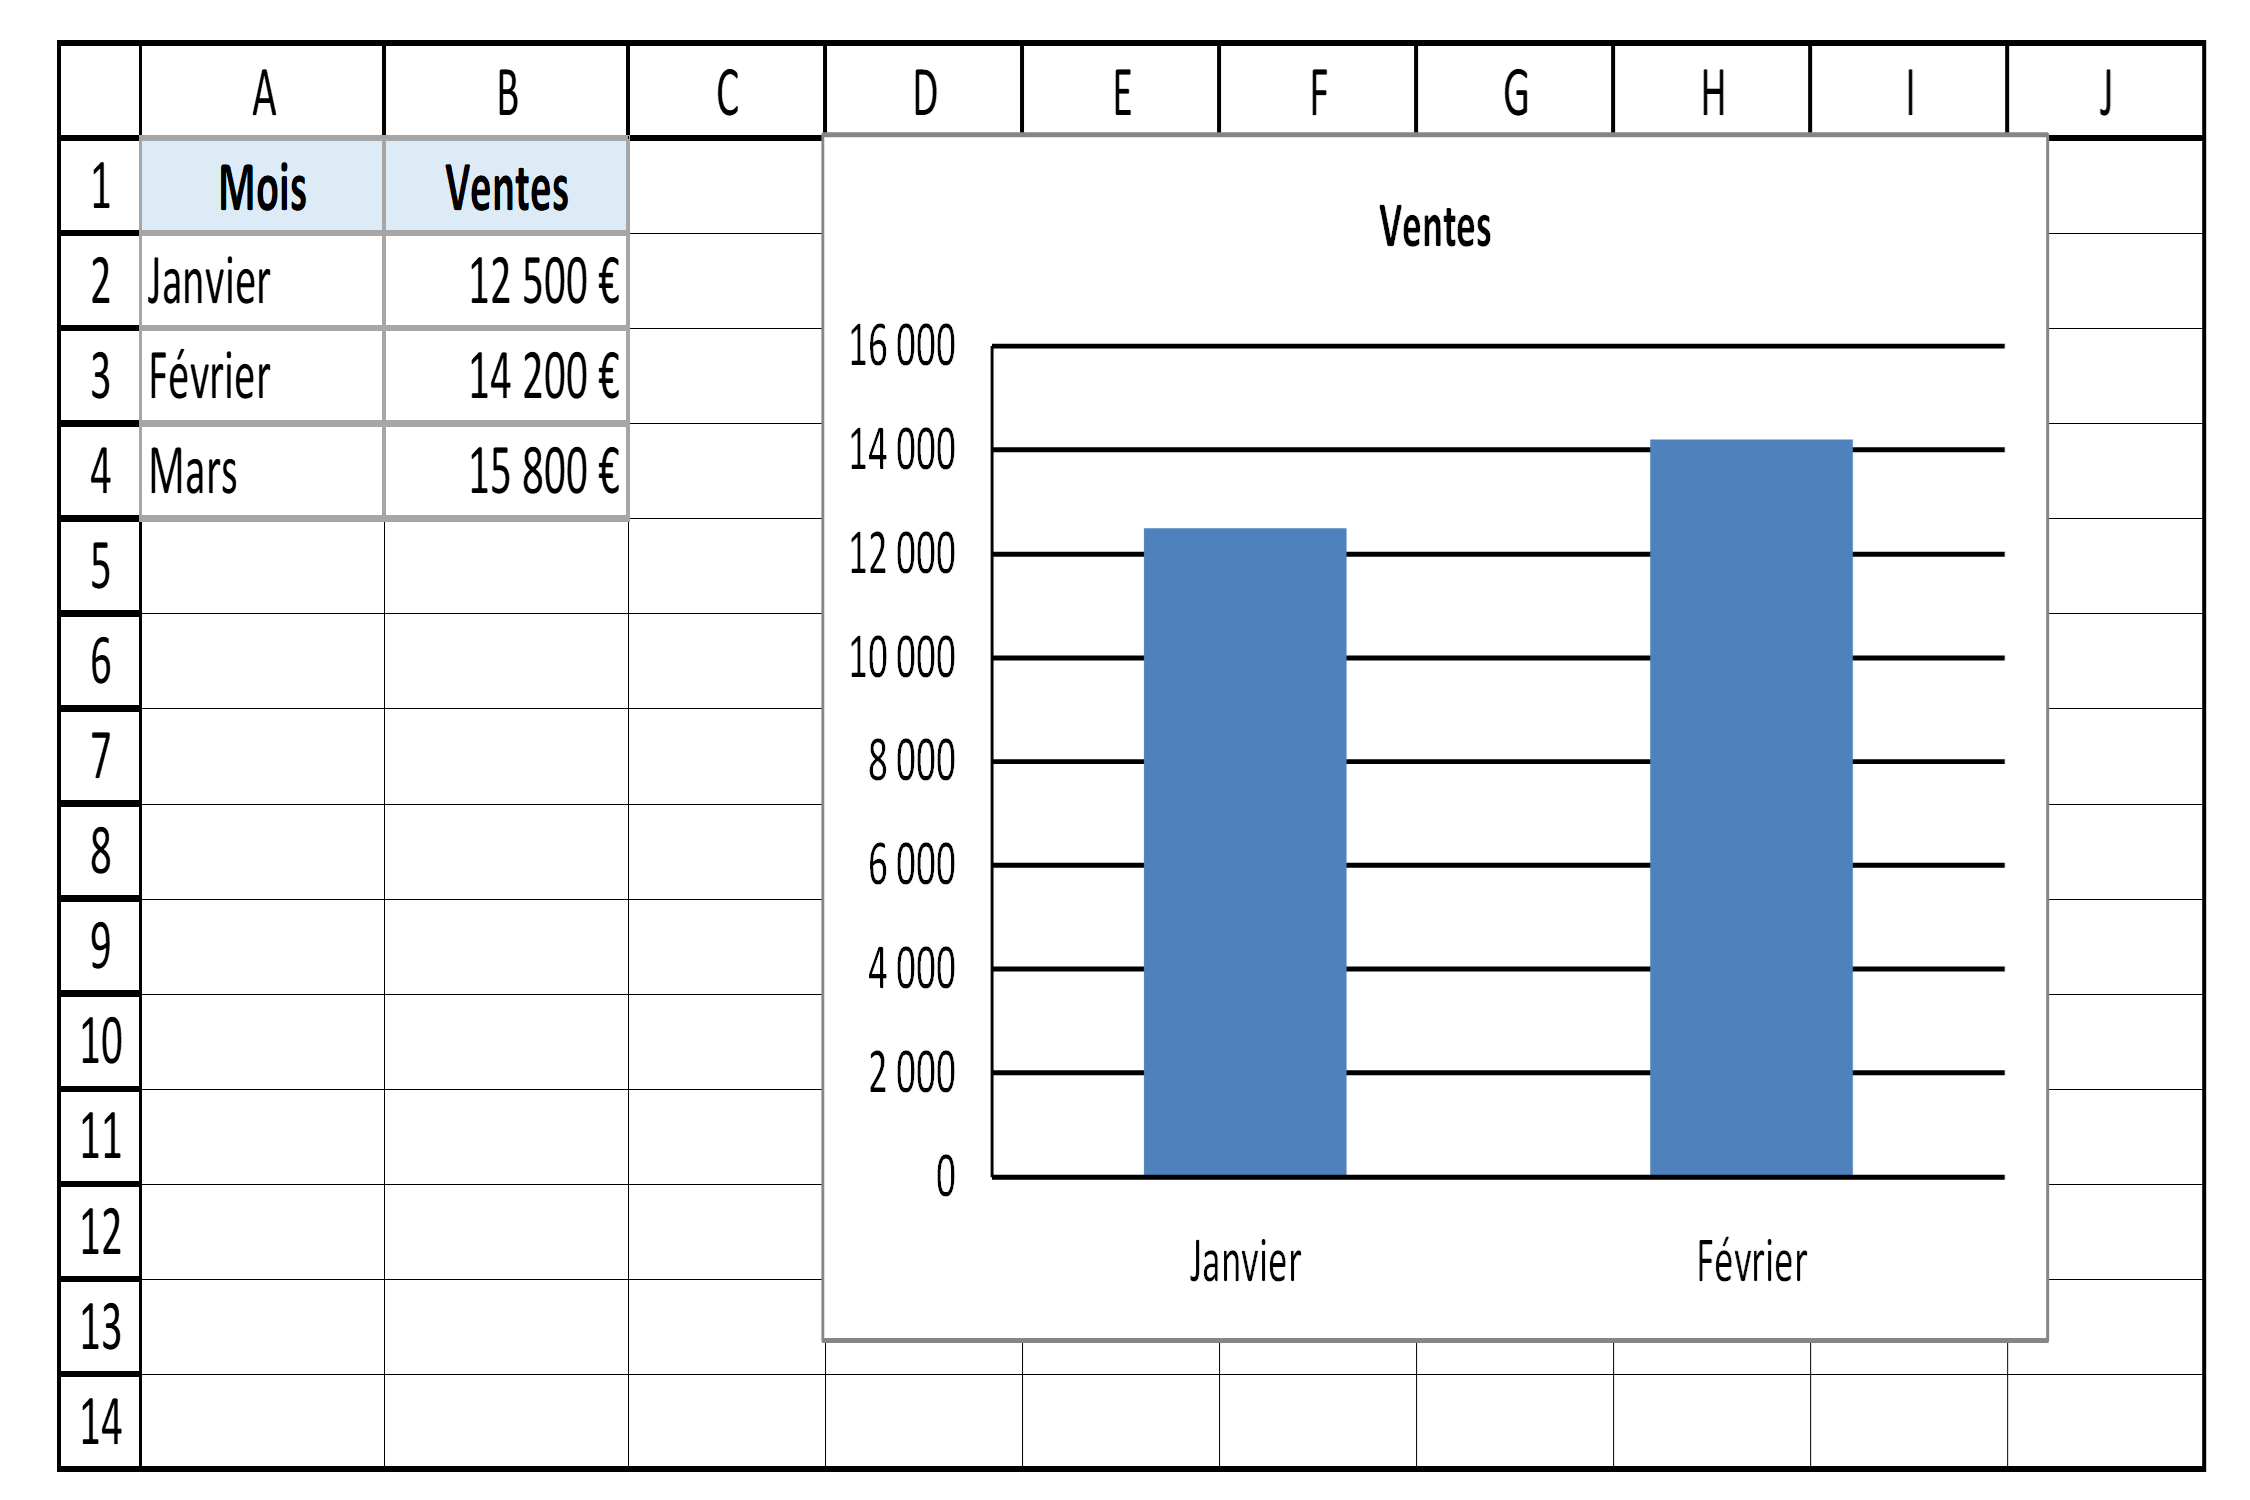 A B C D E F G H I J
1 Mois Ventes
2 Janvier 12 500 €
3 Février 14 200 €
4 Mars 15 800 €
5
6
7
8
9
10
11
12
13
14
Ventes
16 000
14 000
12 000
10 000
8 000
6 000
4 000
2 000
0
Janvier Février